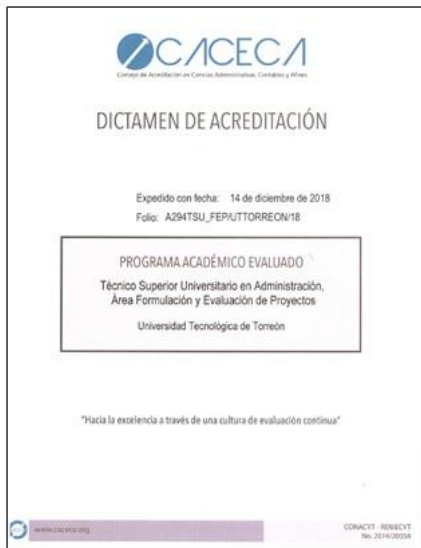 CACECA
Consejo de Acreditación en Ciencias Administrativas, Contables y Afines
DICTAMEN DE ACREDITACIÓN
Expedido con fecha: 14 de diciembre de 2018
Folio: A294TSU_FEP/UTTORREON/18
PROGRAMA ACADÉMICO EVALUADO
Técnico Superior Universitario en Administración,
Área Formulación y Evaluación de Proyectos
Universidad Tecnológica de Torreón
"Hacia la excelencia a través de una cultura de evaluación continua"
www.caceca.org
CONACYT - RENIECYT
No. 2014/20358